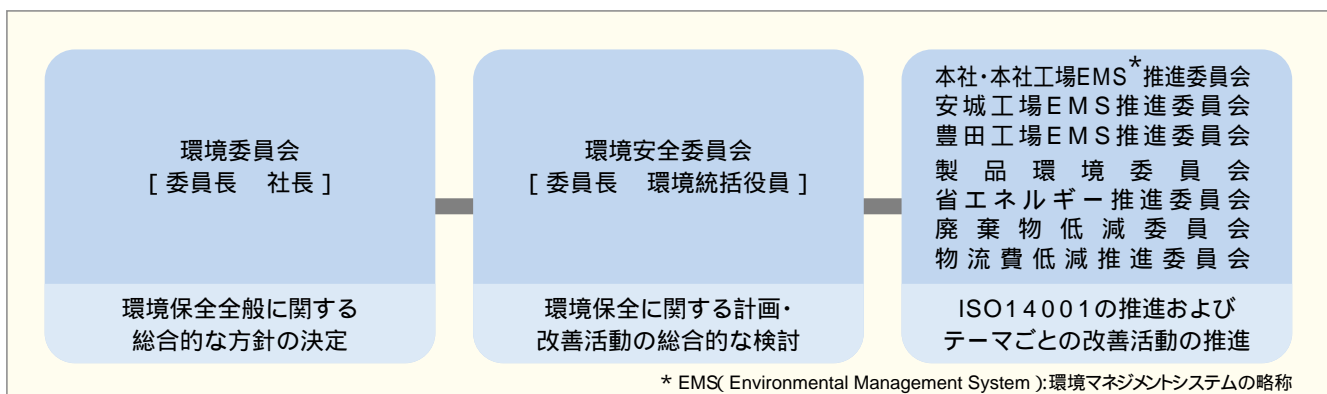 環境委員会
[ 委員長　社長 ]
環境保全全般に関する
総合的な方針の決定
環境安全委員会
[ 委員長　環境統括役員 ]
環境保全に関する計画・
改善活動の総合的な検討
本社・本社工場EMS*推進委員会
安城工場EMS推進委員会
豊田工場EMS推進委員会
製品環境委員会
省エネルギー推進委員会
廃棄物低減委員会
物流費低減推進委員会
ISO14001の推進および
テーマごとの改善活動の推進
* EMS( Environmental Management System ):環境マネジメントシステムの略称